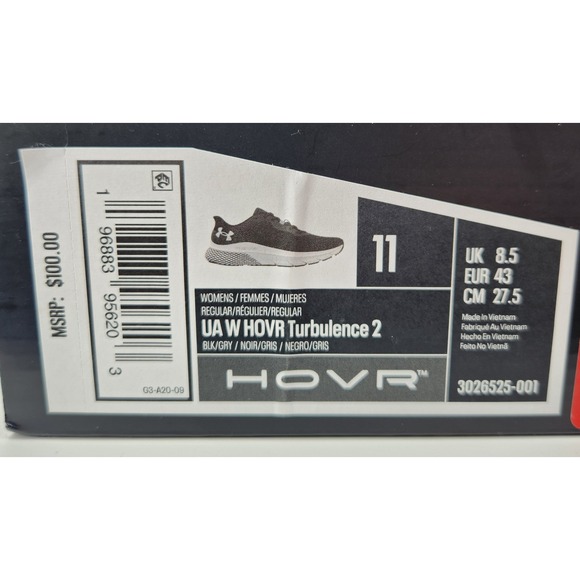 MSRP: $100.00
1 96883 95620 3
G3-A20-09
11
WOMENS / FEMMES / MUJERES
REGULAR/RÉGULIER/REGULAR
UA W HOVR Turbulence 2
BLK/GRY / NOIR/GRIS / NEGRO/GRIS
HOVR™
UK 8.5
EUR 43
CM 27.5
Made In Vietnam
Fabriqué Au Vietnam
Hecho En Vietnam
Feito No Vietnã
3026525-001